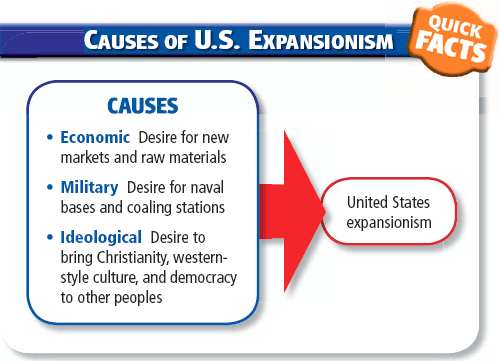 CAUSES OF U.S. EXPANSIONISM
QUICK
FACTS
CAUSES
• Economic Desire for new
markets and raw materials
• Military Desire for naval
bases and coaling stations
• Ideological Desire to
bring Christianity, western-
style culture, and democracy
to other peoples
United States
expansionism